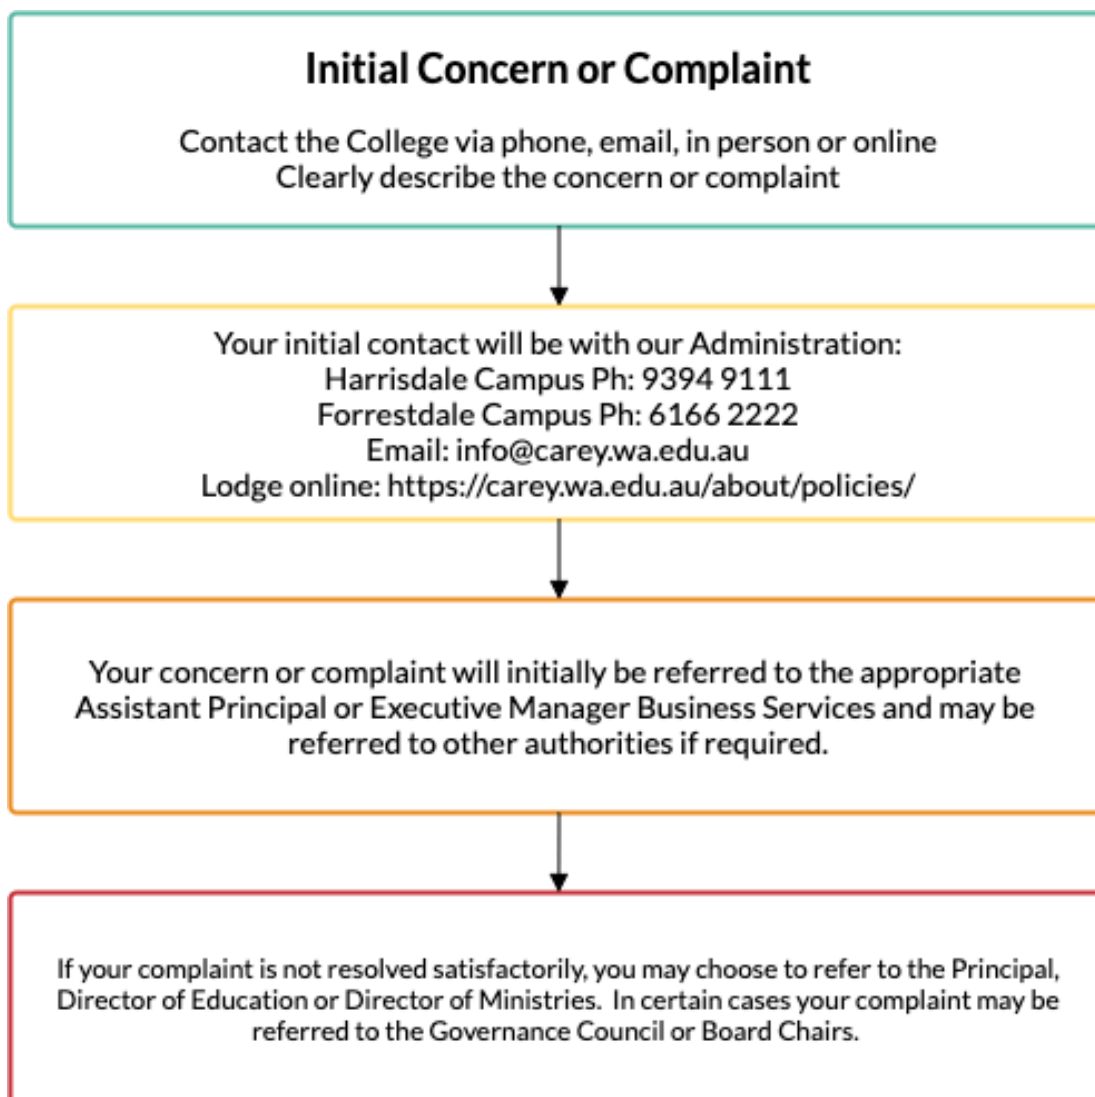 Initial Concern or Complaint
Contact the College via phone, email, in person or online
Clearly describe the concern or complaint
Your initial contact will be with our Administration:
Harrisdale Campus Ph: 9394 9111
Forrestdale Campus Ph: 6166 2222
Email: info@carey.wa.edu.au
Lodge online: https://carey.wa.edu.au/about/policies/
Your concern or complaint will initially be referred to the appropriate
Assistant Principal or Executive Manager Business Services and may be
referred to other authorities if required.
If your complaint is not resolved satisfactorily, you may choose to refer to the Principal,
Director of Education or Director of Ministries.  In certain cases your complaint may be
referred to the Governance Council or Board Chairs.